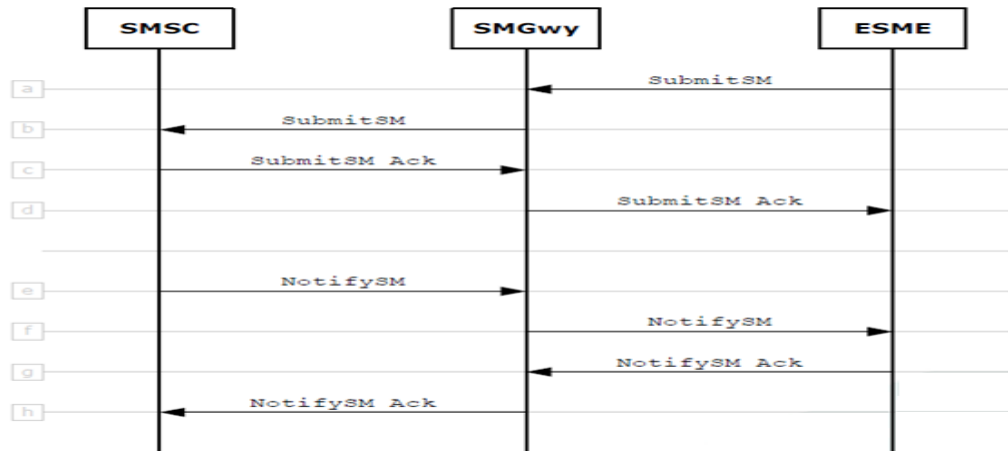 SMSC SMGwy ESME
a SubmitSM
b SubmitSM
c SubmitSM Ack
d SubmitSM Ack
e NotifySM
f NotifySM
g NotifySM Ack
h NotifySM Ack